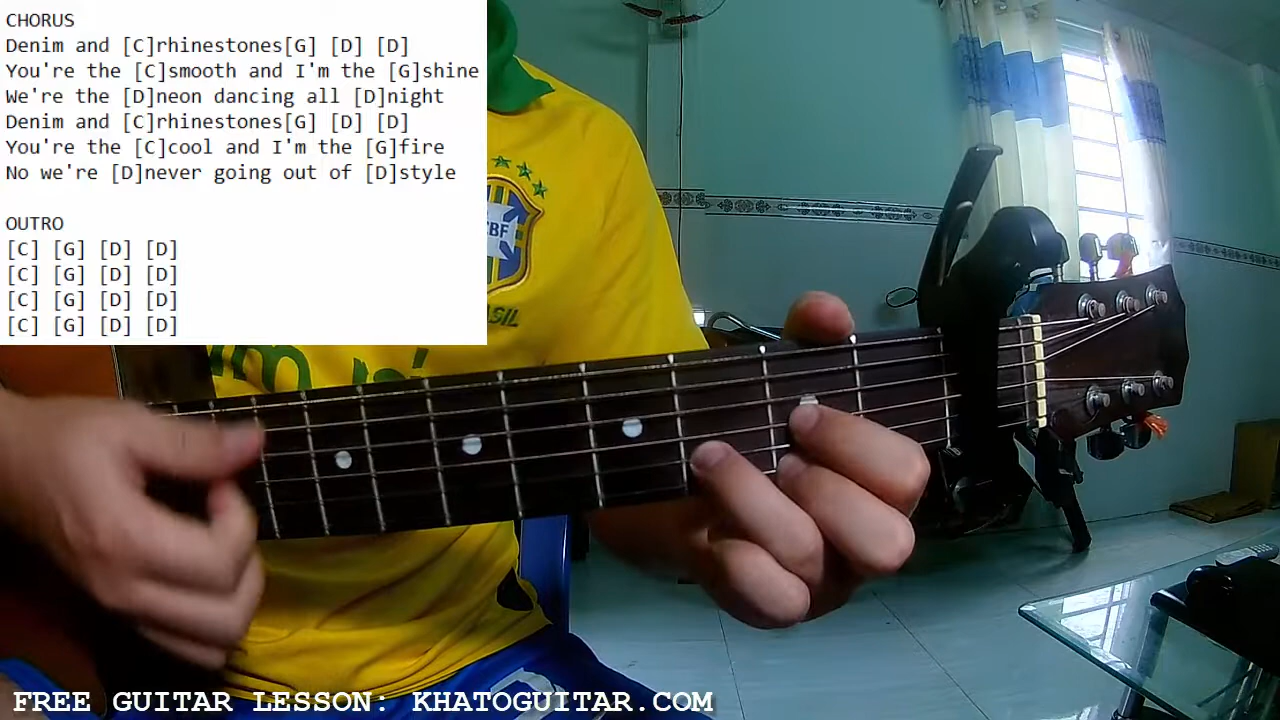 CHORUS
Denim and [C]rhinestones[G] [D] [D]
You're the [C]smooth and I'm the [G]shine
We're the [D]neon dancing all [D]night
Denim and [C]rhinestones[G] [D] [D]
You're the [C]cool and I'm the [G]fire
No we're [D]never going out of [D]style
OUTRO
[C] [G] [D] [D]
[C] [G] [D] [D]
[C] [G] [D] [D]
[C] [G] [D] [D]
CBF
SIL
FREE GUITAR LESSON: KHATOGUITAR.COM